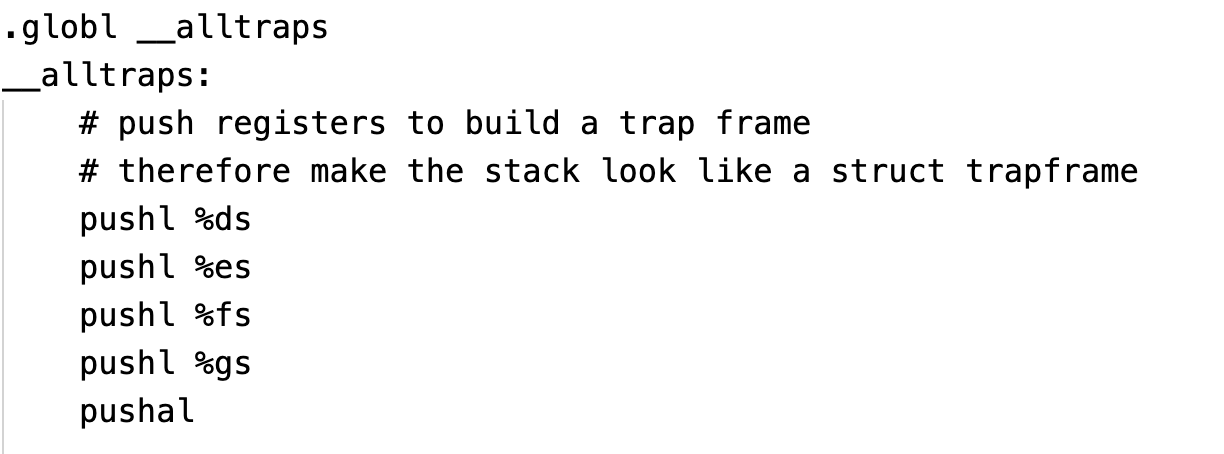 .globl __alltraps
__alltraps:
    # push registers to build a trap frame
    # therefore make the stack look like a struct trapframe
    pushl %ds
    pushl %es
    pushl %fs
    pushl %gs
    pushal